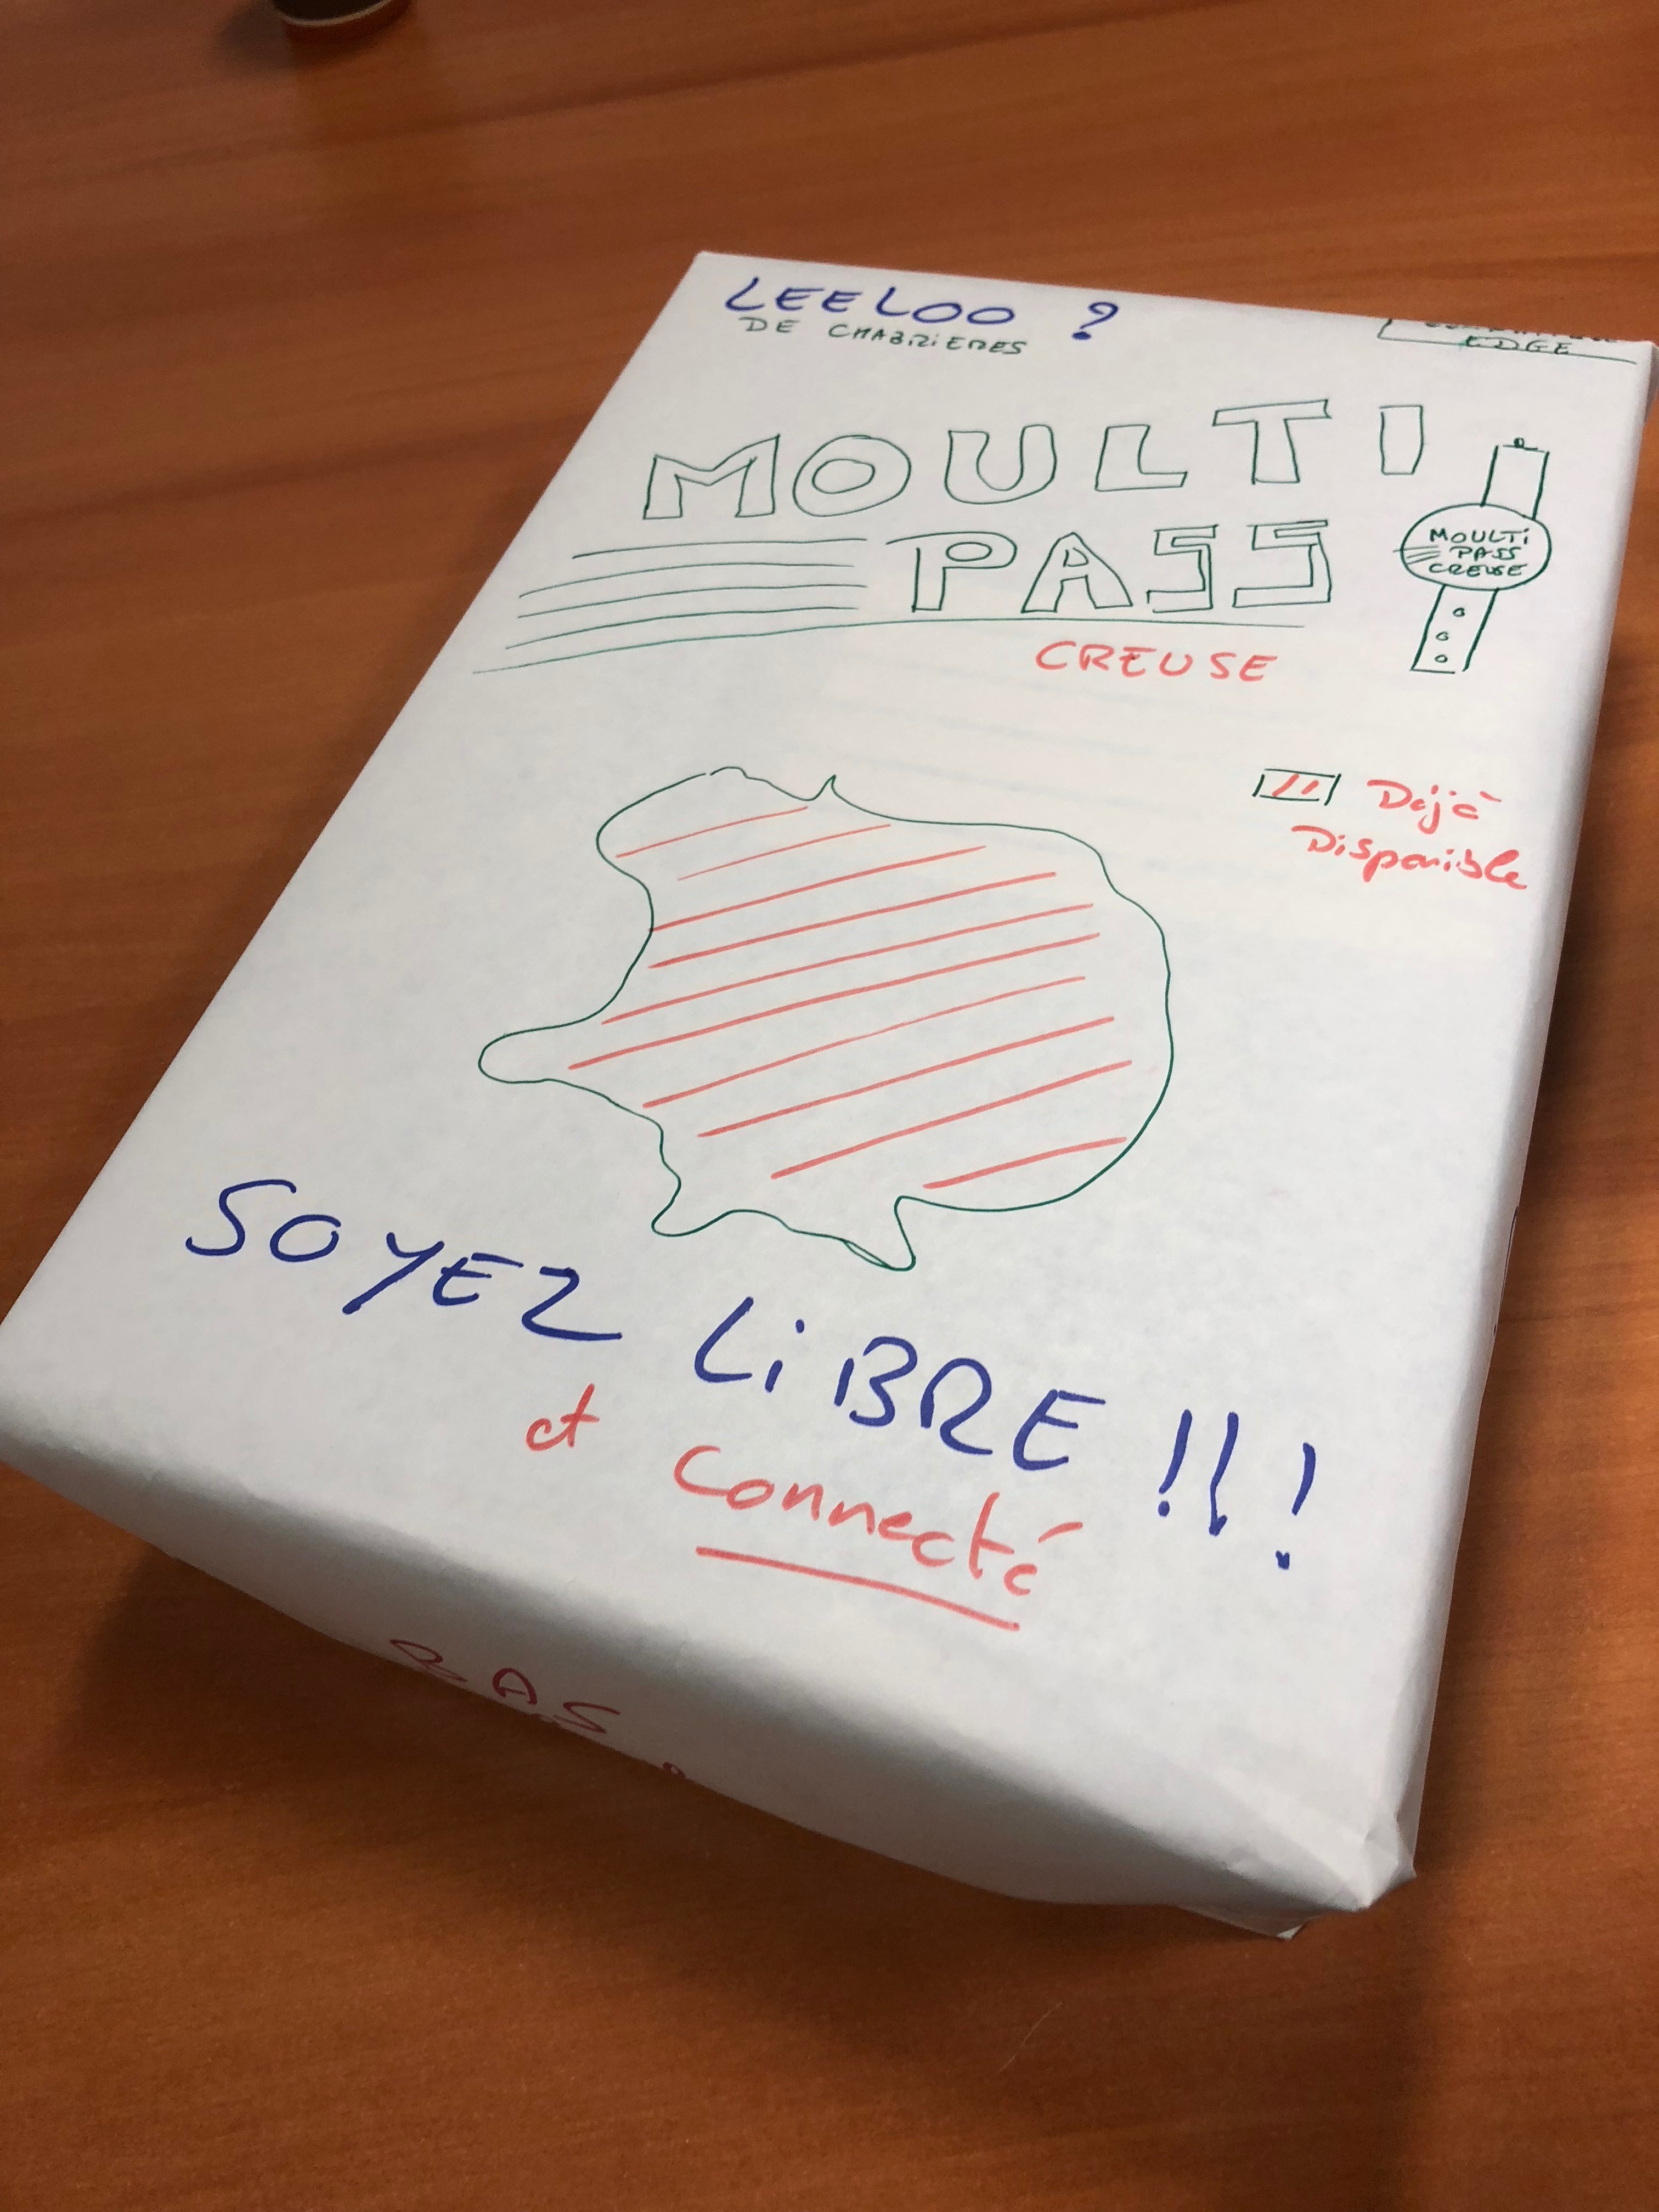 LEELOO ?
DE CHABRIERES
EDGE
MOULTI
PASS
CREUSE
MOULTi
PASS
CREUSE
Déjà
Disponible
SOYEZ LiBRE !!!
et Connecté